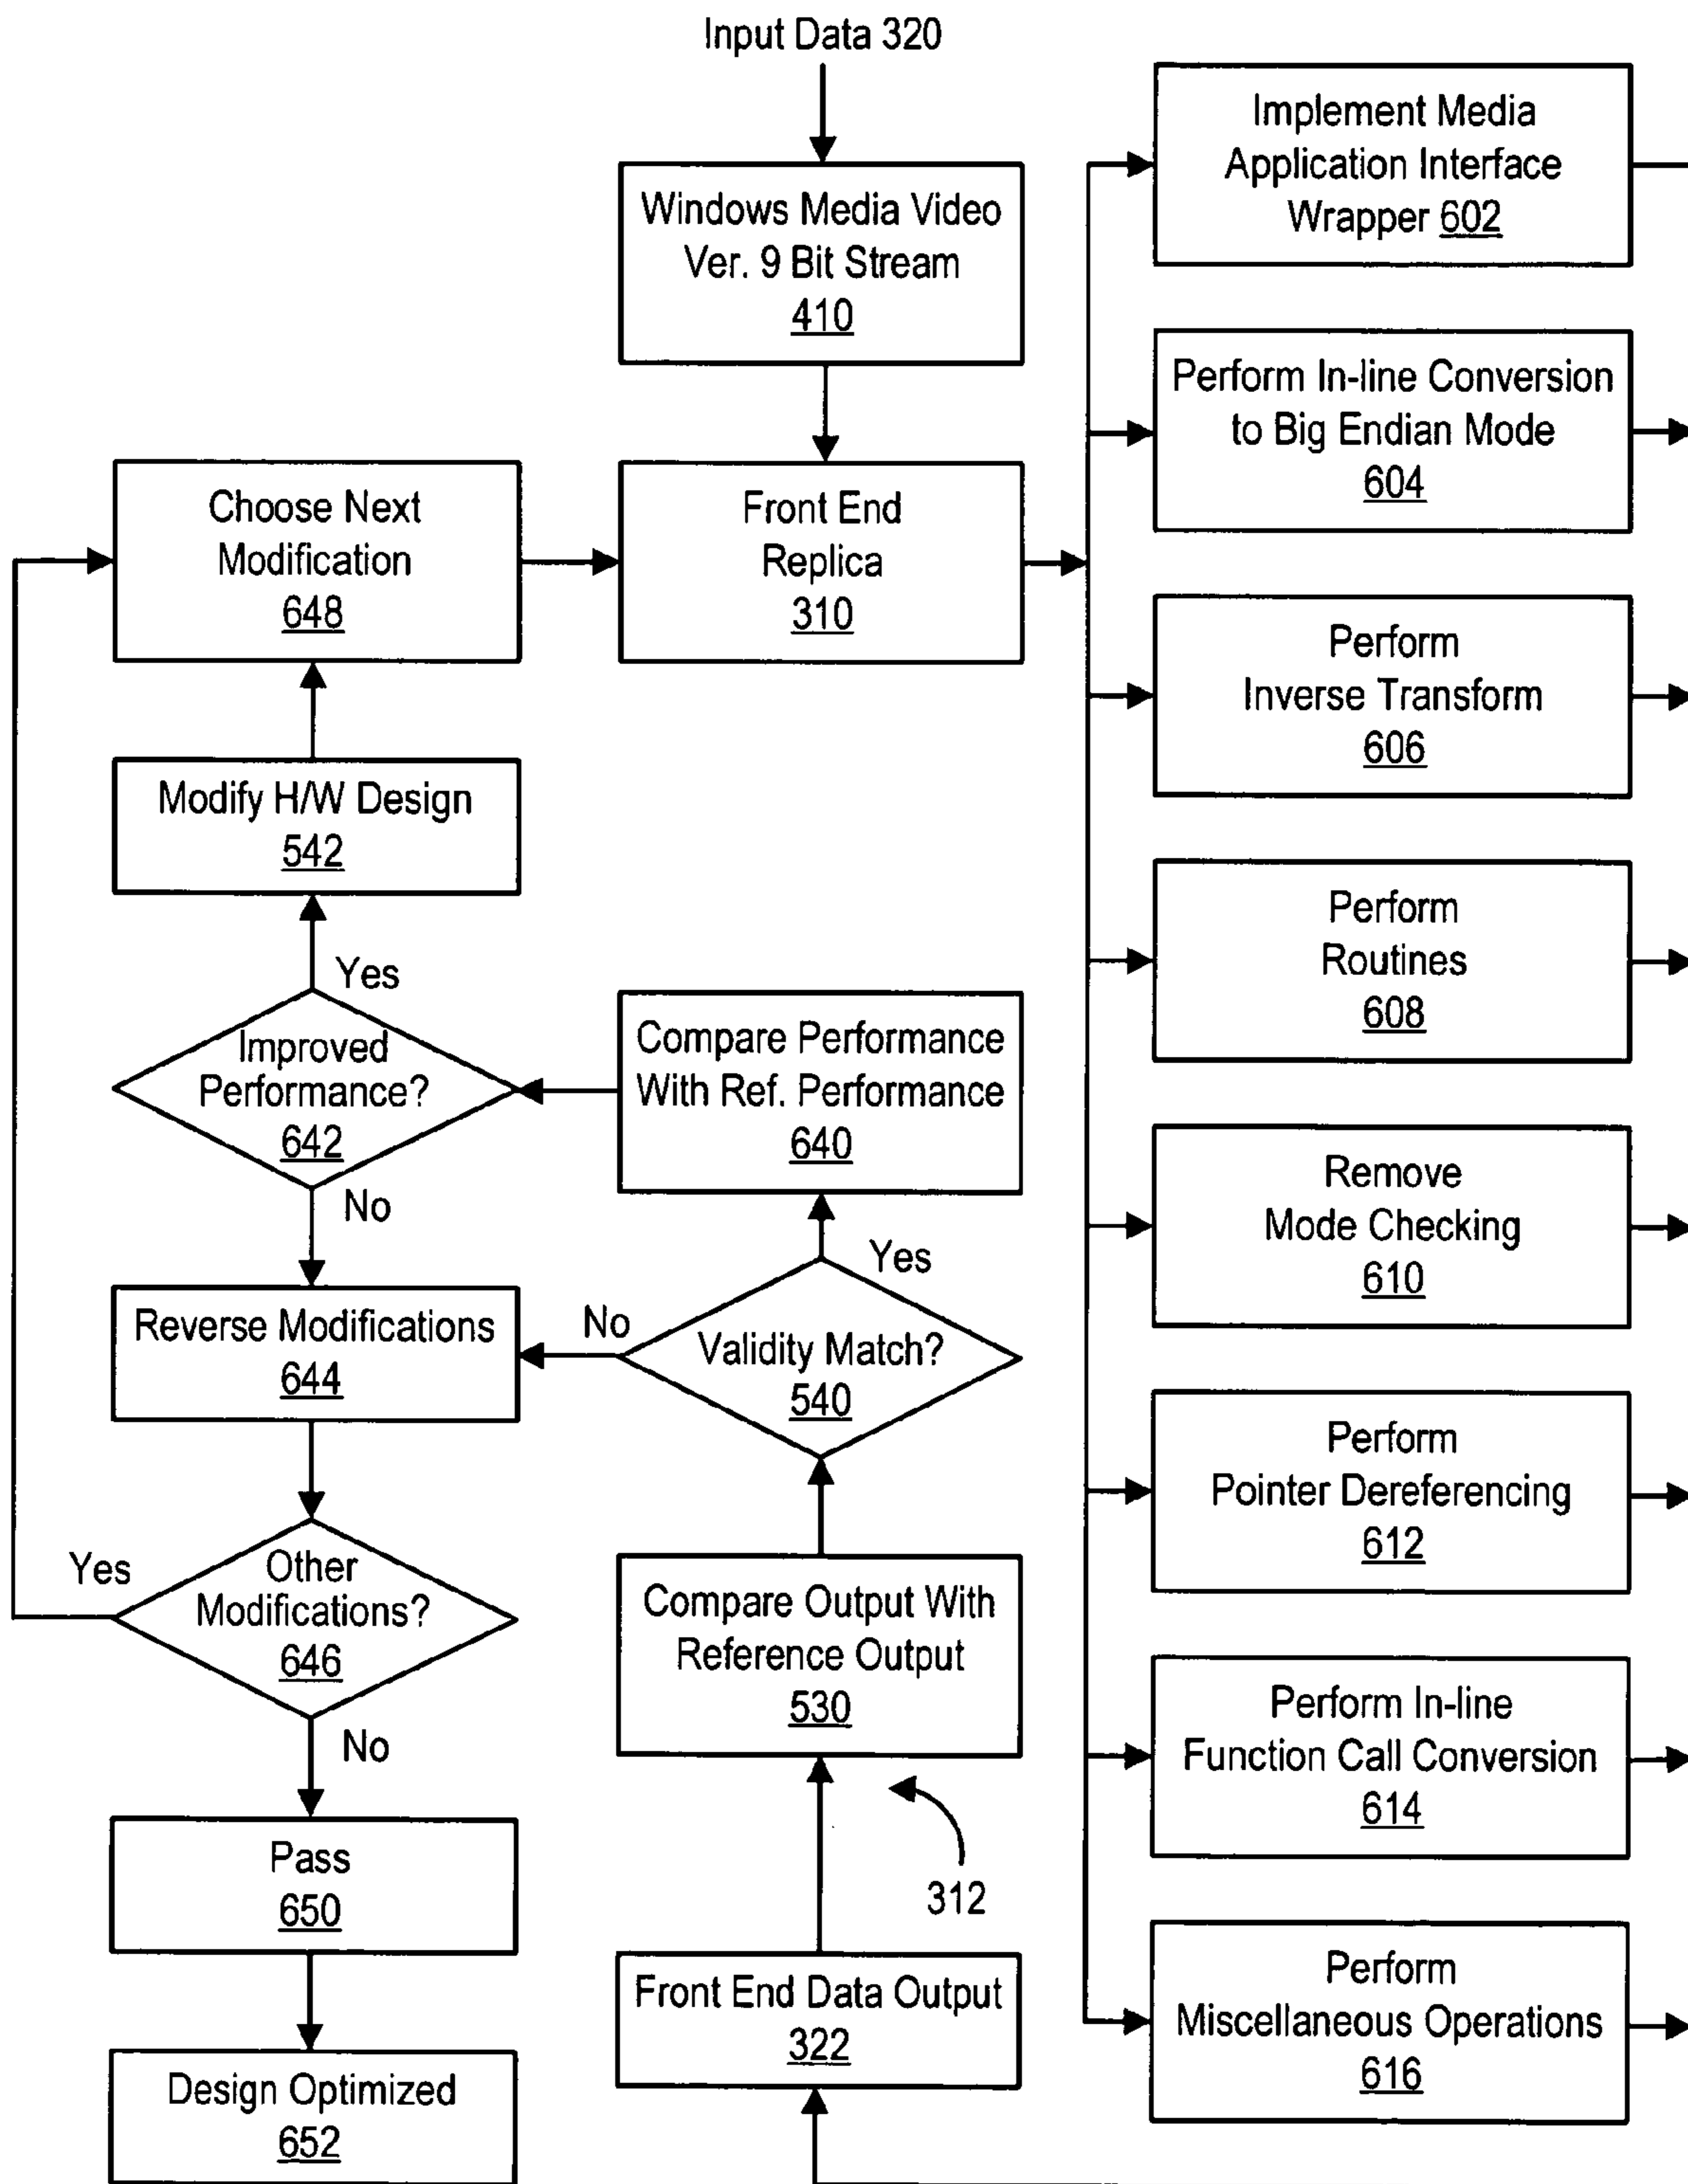 Input Data 320
Windows Media Video
Ver. 9 Bit Stream
410
Choose Next
Modification
648
Front End
Replica
310
Modify H/W Design
542
Yes
Improved
Performance?
642
No
Compare Performance
With Ref. Performance
640
Yes
Reverse Modifications
644
No
Validity Match?
540
Yes
Other
Modifications?
646
No
Compare Output With
Reference Output
530
312
Pass
650
Front End Data Output
322
Design Optimized
652
Implement Media
Application Interface
Wrapper 602
Perform In-line Conversion
to Big Endian Mode
604
Perform
Inverse Transform
606
Perform
Routines
608
Remove
Mode Checking
610
Perform
Pointer Dereferencing
612
Perform In-line
Function Call Conversion
614
Perform
Miscellaneous Operations
616